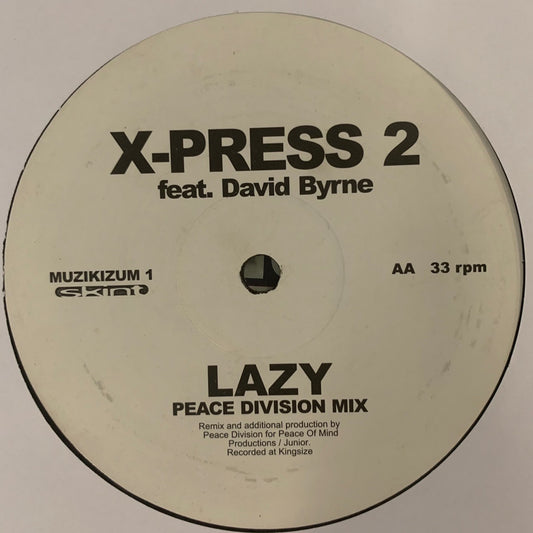 X-PRESS 2
feat. David Byrne
MUZIKIZUM 1
skint
AA 33 rpm
LAZY
PEACE DIVISION MIX
Remix and additional production by
Peace Division for Peace Of Mind
Productions / Junior.
Recorded at Kingsize